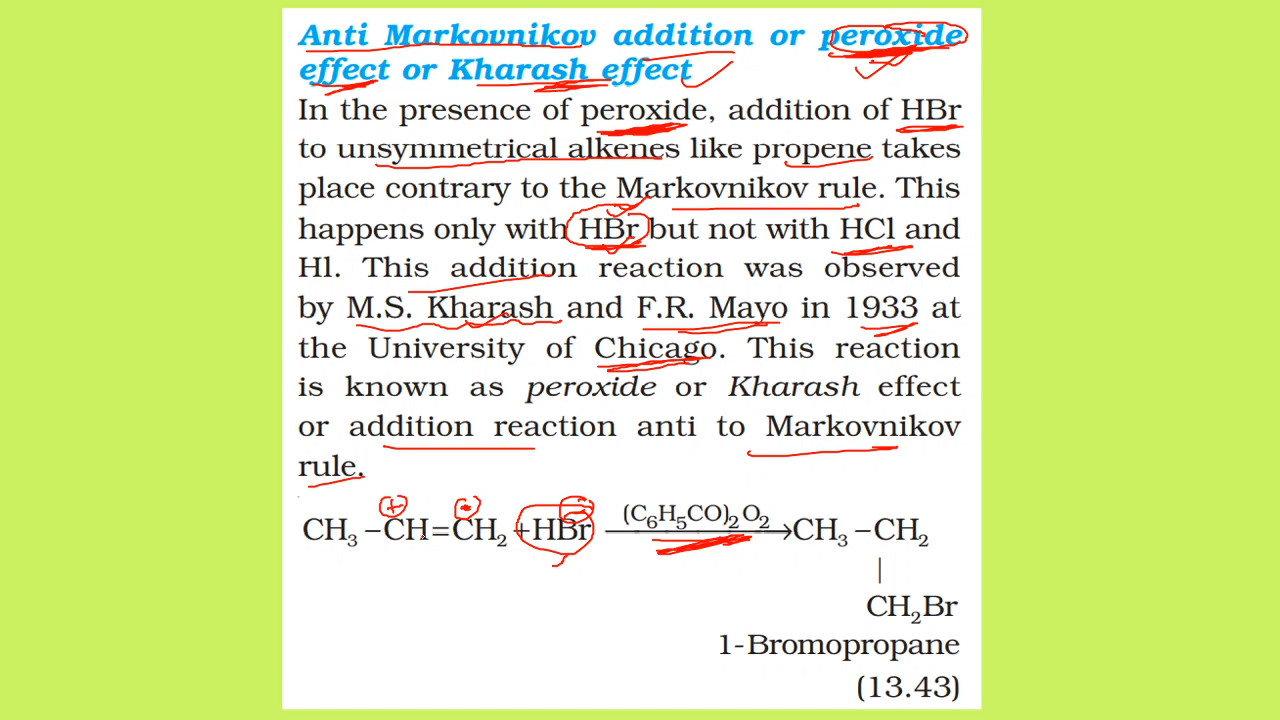 Anti Markovnikov addition or peroxide
effect or Kharash effect
In the presence of peroxide, addition of HBr
to unsymmetrical alkenes like propene takes
place contrary to the Markovnikov rule. This
happens only with HBr but not with HCl and
Hl. This addition reaction was observed
by M.S. Kharash and F.R. Mayo in 1933 at
the University of Chicago. This reaction
is known as peroxide or Kharash effect
or addition reaction anti to Markovnikov
rule.
CH₃ –CH=CH₂ +HBr (C₆H₅CO)₂O₂ → CH₃ –CH₂
|
CH₂Br
1-Bromopropane
(13.43)